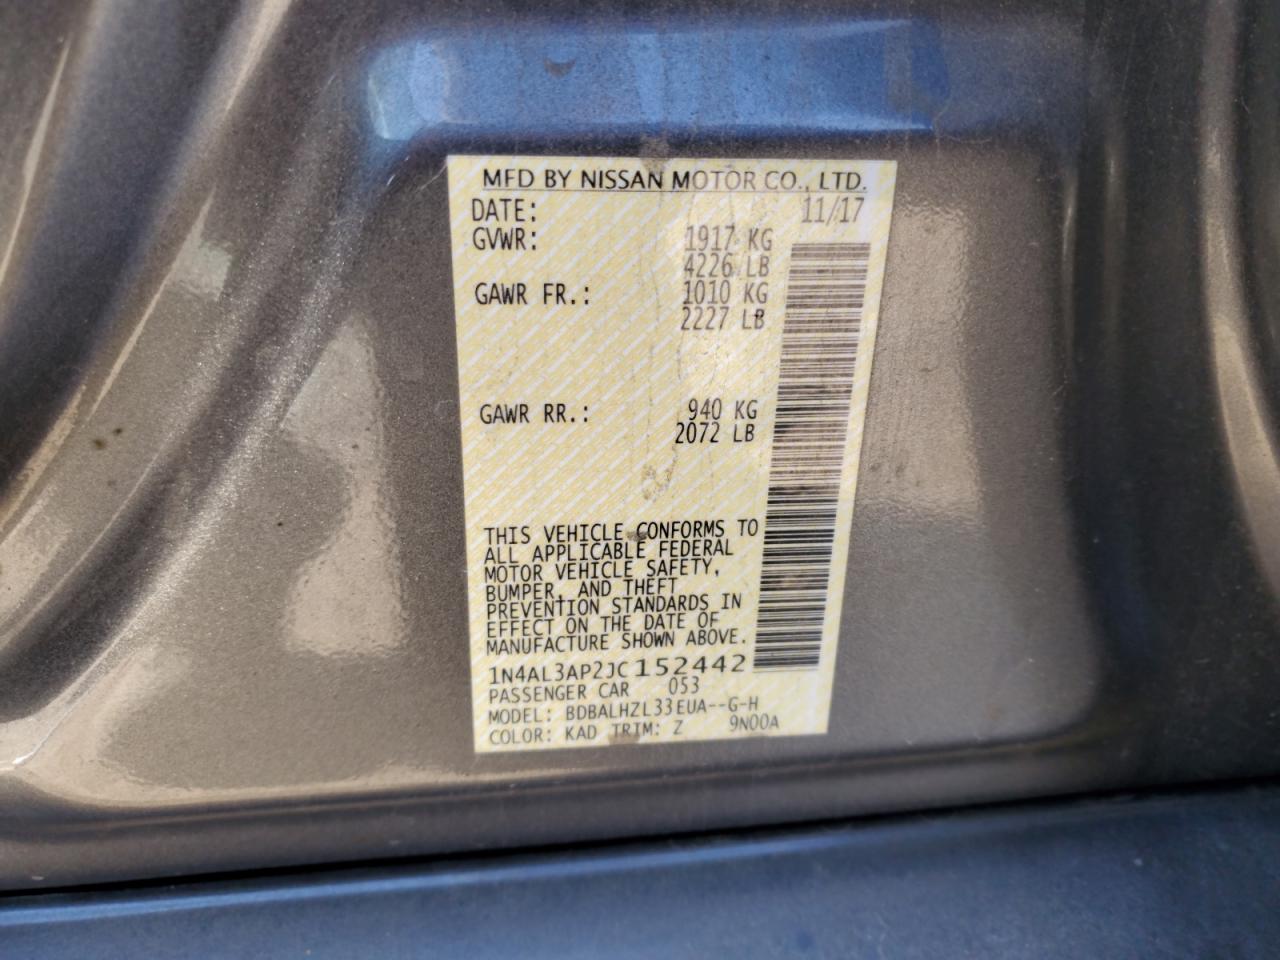 MFD BY NISSAN MOTOR CO., LTD.
DATE: 11/17
GVWR: 1917 KG
4226 LB
GAWR FR.: 1010 KG
2227 LB
GAWR RR.: 940 KG
2072 LB
THIS VEHICLE CONFORMS TO
ALL APPLICABLE FEDERAL
MOTOR VEHICLE SAFETY,
BUMPER, AND THEFT
PREVENTION STANDARDS IN
EFFECT ON THE DATE OF
MANUFACTURE SHOWN ABOVE.
1N4AL3AP2JC152442
PASSENGER CAR 053
MODEL: BDBALHZL33EUA--G-H
COLOR: KAD TRIM: Z 9N00A